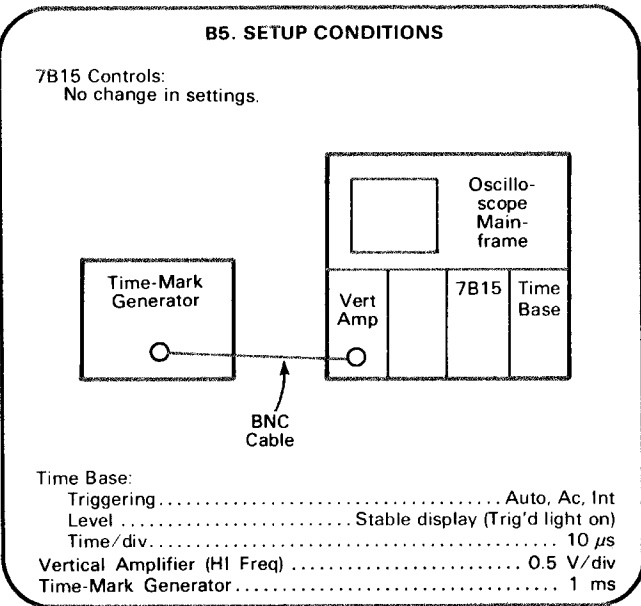 B5. SETUP CONDITIONS
7B15 Controls:
No change in settings.
Oscillo-
scope
Main-
frame
Time-Mark
Generator
Vert
Amp
7B15
Time
Base
BNC
Cable
Time Base:
Triggering........................................Auto, Ac, Int
Level ...........................Stable display (Trig'd light on)
Time/div................................................ 10 μs
Vertical Amplifier (HI Freq) ........................... 0.5 V/div
Time-Mark Generator..................................... 1 ms